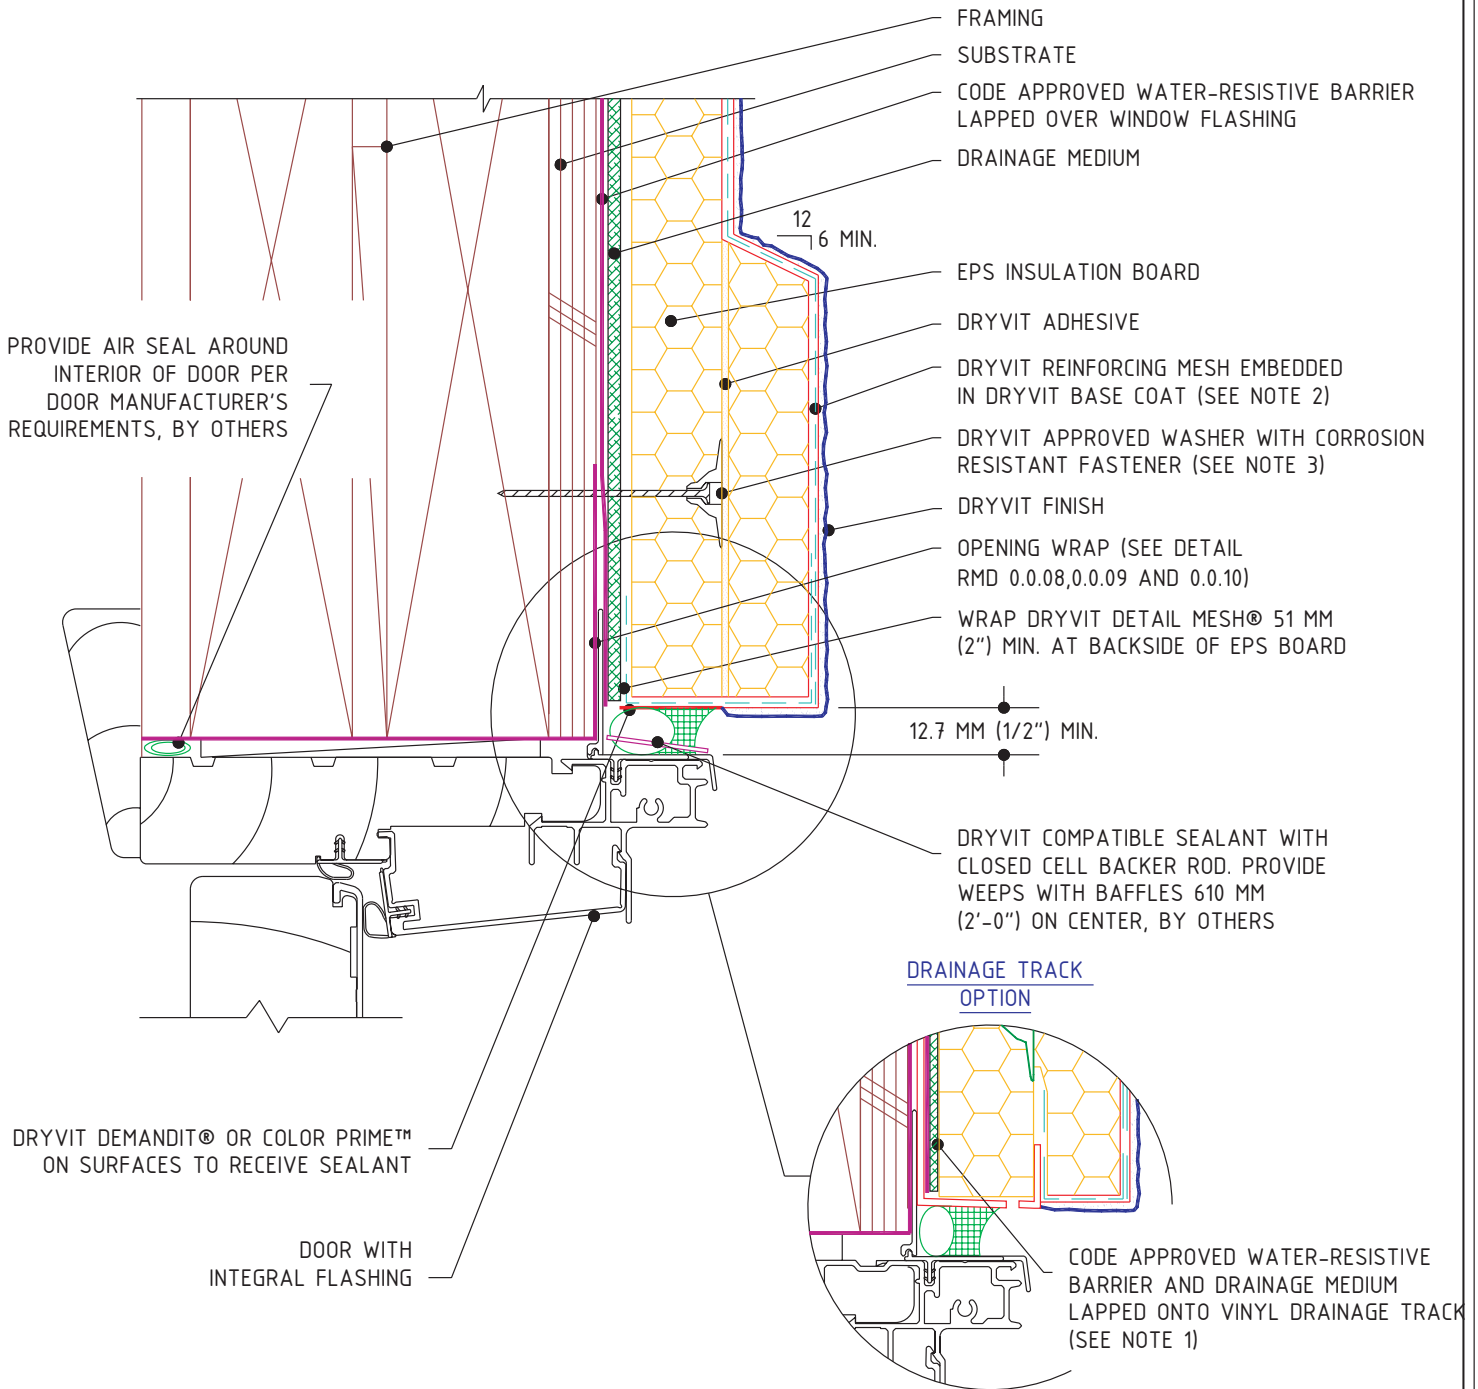 FRAMING
SUBSTRATE
CODE APPROVED WATER-RESISTIVE BARRIER
LAPPED OVER WINDOW FLASHING
DRAINAGE MEDIUM
12
6 MIN.
EPS INSULATION BOARD
DRYVIT ADHESIVE
DRYVIT REINFORCING MESH EMBEDDED
IN DRYVIT BASE COAT (SEE NOTE 2)
DRYVIT APPROVED WASHER WITH CORROSION
RESISTANT FASTENER (SEE NOTE 3)
DRYVIT FINISH
OPENING WRAP (SEE DETAIL
RMD 0.0.08,0.0.09 AND 0.0.10)
WRAP DRYVIT DETAIL MESH® 51 MM
(2") MIN. AT BACKSIDE OF EPS BOARD
12.7 MM (1/2") MIN.
DRYVIT COMPATIBLE SEALANT WITH
CLOSED CELL BACKER ROD. PROVIDE
WEEPS WITH BAFFLES 610 MM
(2'-0") ON CENTER, BY OTHERS
PROVIDE AIR SEAL AROUND
INTERIOR OF DOOR PER
DOOR MANUFACTURER'S
REQUIREMENTS, BY OTHERS
DRYVIT DEMANDIT® OR COLOR PRIME™
ON SURFACES TO RECEIVE SEALANT
DOOR WITH
INTEGRAL FLASHING
DRAINAGE TRACK
OPTION
CODE APPROVED WATER-RESISTIVE
BARRIER AND DRAINAGE MEDIUM
LAPPED ONTO VINYL DRAINAGE TRACK
(SEE NOTE 1)